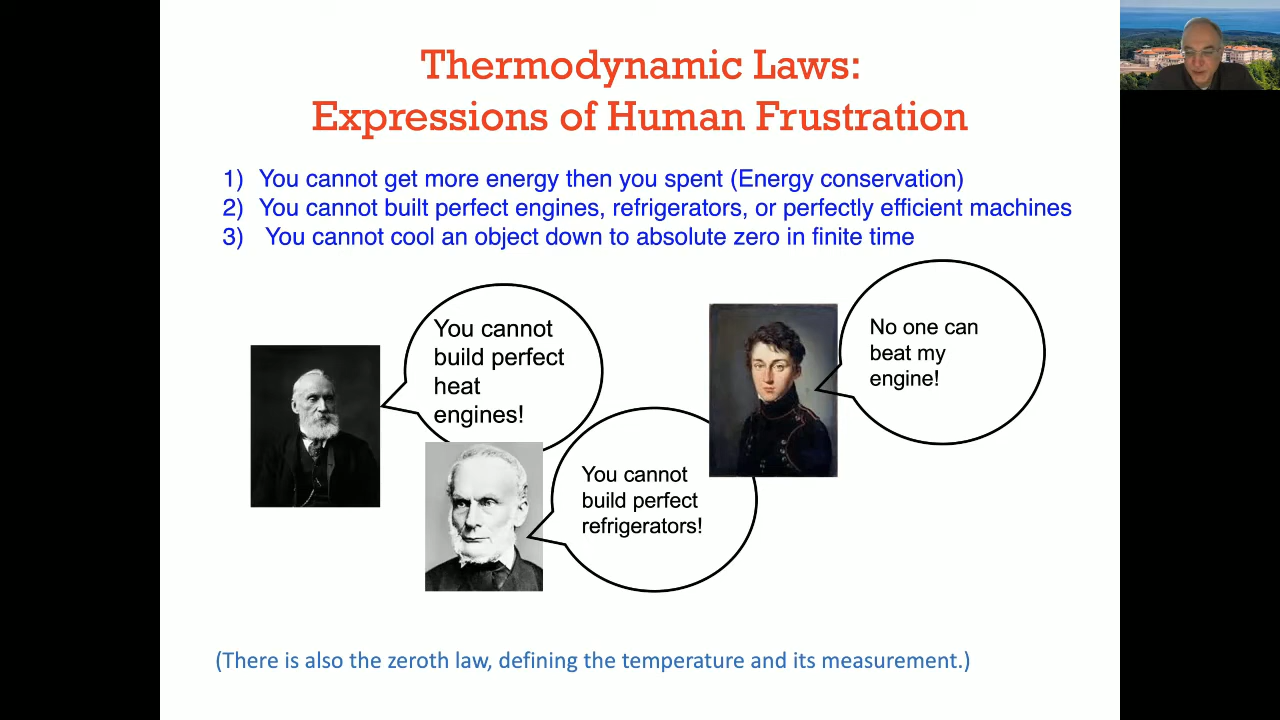 Thermodynamic Laws:
Expressions of Human Frustration
1) You cannot get more energy then you spent (Energy conservation)
2) You cannot built perfect engines, refrigerators, or perfectly efficient machines
3) You cannot cool an object down to absolute zero in finite time
You cannot
build perfect
heat
engines!
You cannot
build perfect
refrigerators!
No one can
beat my
engine!
(There is also the zeroth law, defining the temperature and its measurement.)